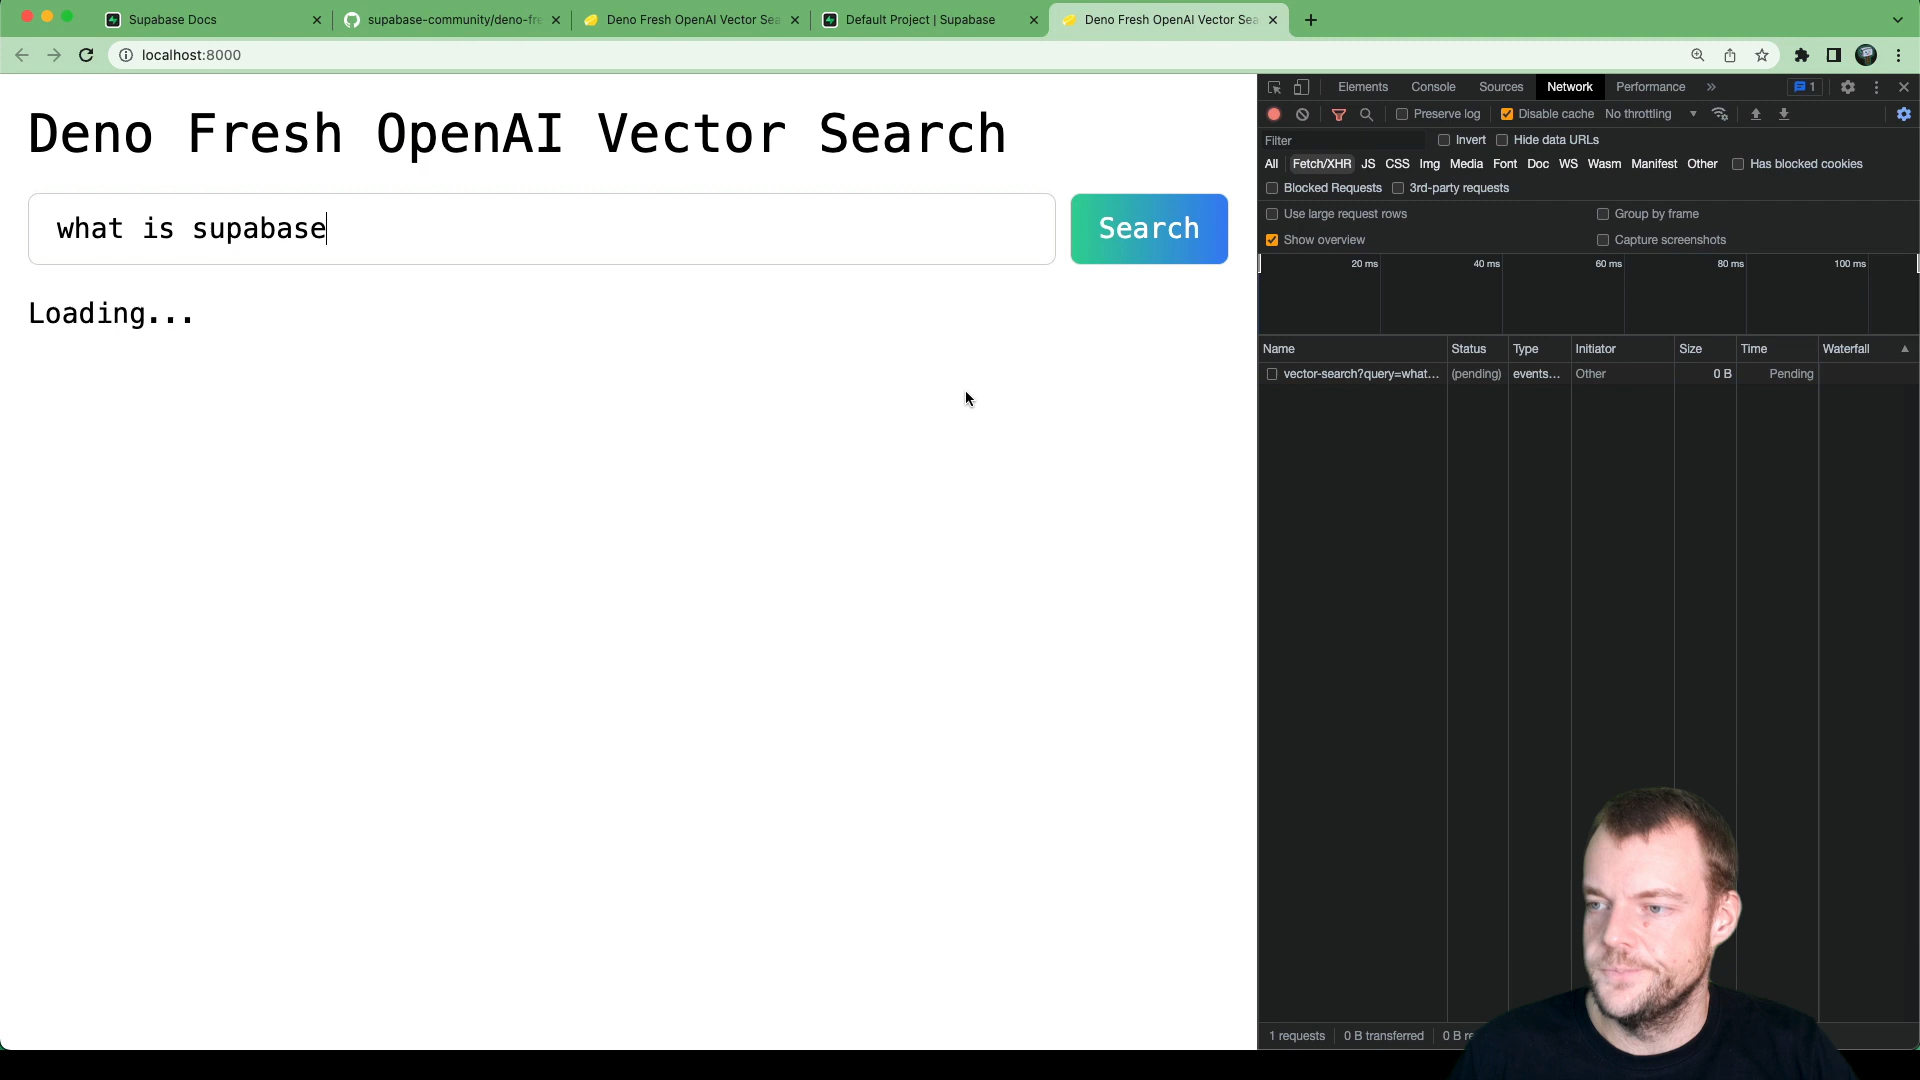 Supabase Docs
supabase-community/deno-fre
Deno Fresh OpenAI Vector Sea
Default Project | Supabase
Deno Fresh OpenAI Vector Sea
localhost:8000
Deno Fresh OpenAI Vector Search
what is supabase
Search
Loading...
Elements Console Sources Network Performance » 1
Preserve log Disable cache No throttling
Filter Invert Hide data URLs
All Fetch/XHR JS CSS Img Media Font Doc WS Wasm Manifest Other Has blocked cookies
Blocked Requests 3rd-party requests
Use large request rows Group by frame
Show overview Capture screenshots
20 ms 40 ms 60 ms 80 ms 100 ms
Name Status Type Initiator Size Time Waterfall
vector-search?query=what... (pending) events... Other 0 B Pending
1 requests 0 B transferred 0 B re